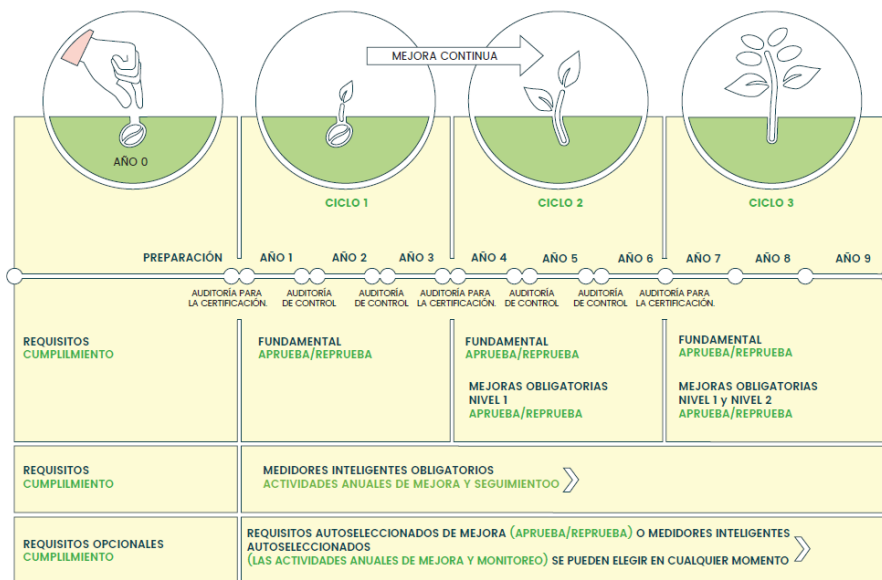 MEJORA CONTINUA
AÑO 0
CICLO 1
CICLO 2
CICLO 3
PREPARACIÓN
AÑO 1
AÑO 2
AÑO 3
AÑO 4
AÑO 5
AÑO 6
AÑO 7
AÑO 8
AÑO 9
AUDITORÍA PARA
LA CERTIFICACIÓN.
AUDITORÍA
DE CONTROL
AUDITORÍA
DE CONTROL
AUDITORÍA PARA
LA CERTIFICACIÓN.
AUDITORÍA
DE CONTROL
AUDITORÍA
DE CONTROL
AUDITORÍA PARA
LA CERTIFICACIÓN.
REQUISITOS
CUMPLILMIENTO
FUNDAMENTAL
APRUEBA/REPRUEBA
FUNDAMENTAL
APRUEBA/REPRUEBA
MEJORAS OBLIGATORIAS
NIVEL 1
APRUEBA/REPRUEBA
FUNDAMENTAL
APRUEBA/REPRUEBA
MEJORAS OBLIGATORIAS
NIVEL 1 y NIVEL 2
APRUEBA/REPRUEBA
REQUISITOS
CUMPLILMIENTO
MEDIDORES INTELIGENTES OBLIGATORIOS
ACTIVIDADES ANUALES DE MEJORA Y SEGUIMIENTOO
REQUISITOS OPCIONALES
CUMPLILMIENTO
REQUISITOS AUTOSELECCIONADOS DE MEJORA (APRUEBA/REPRUEBA) O MEDIDORES INTELIGENTES
AUTOSELECCIONADOS
(LAS ACTIVIDADES ANUALES DE MEJORA Y MONITOREO) SE PUEDEN ELEGIR EN CUALQUIER MOMENTO